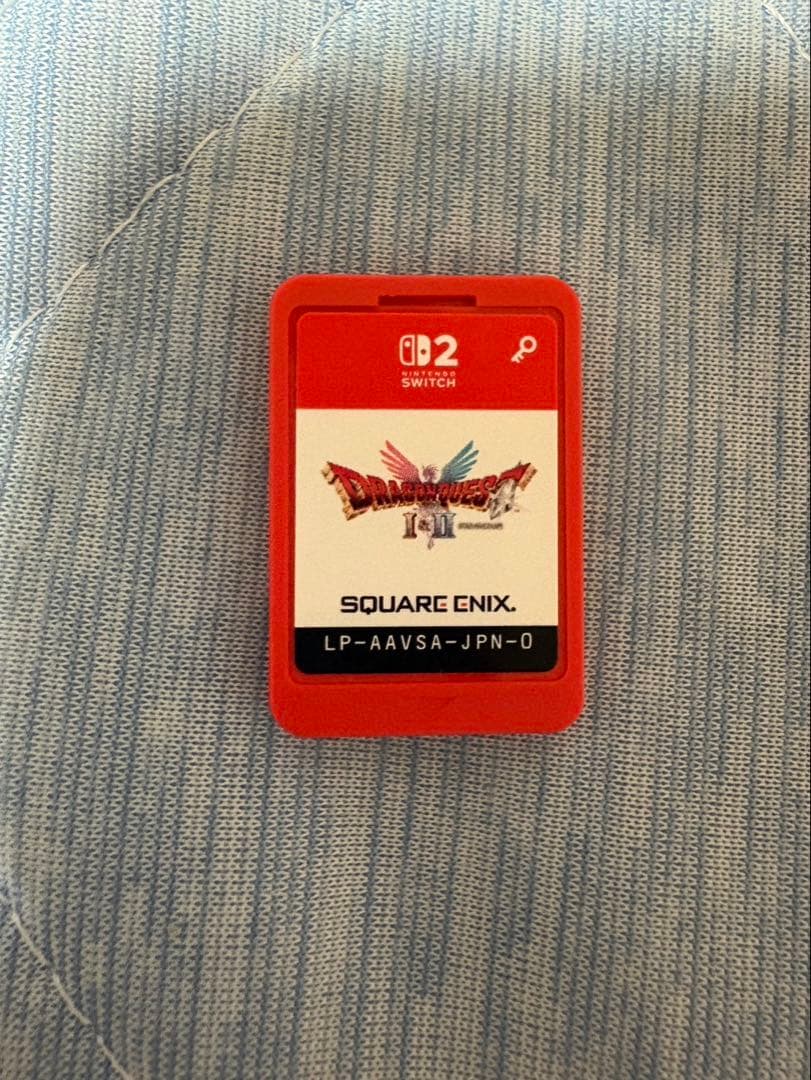 2
NINTENDO
SWITCH
DRAGON QUEST
I & II
SQUARE ENIX.
LP-AAVSA-JPN-0